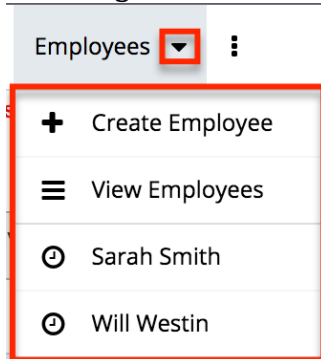 Employees
Create Employee
View Employees
Sarah Smith
Will Westin